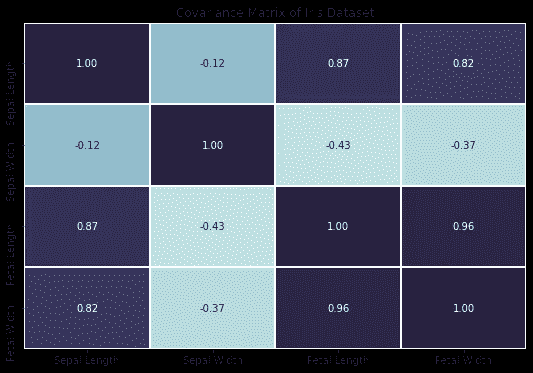 Covariance Matrix of Iris Dataset
Sepal Length
1.00 -0.12 0.87 0.82
Sepal Width
-0.12 1.00 -0.43 -0.37
Petal Length
0.87 -0.43 1.00 0.96
Petal Width
0.82 -0.37 0.96 1.00
Sepal Length Sepal Width Petal Length Petal Width